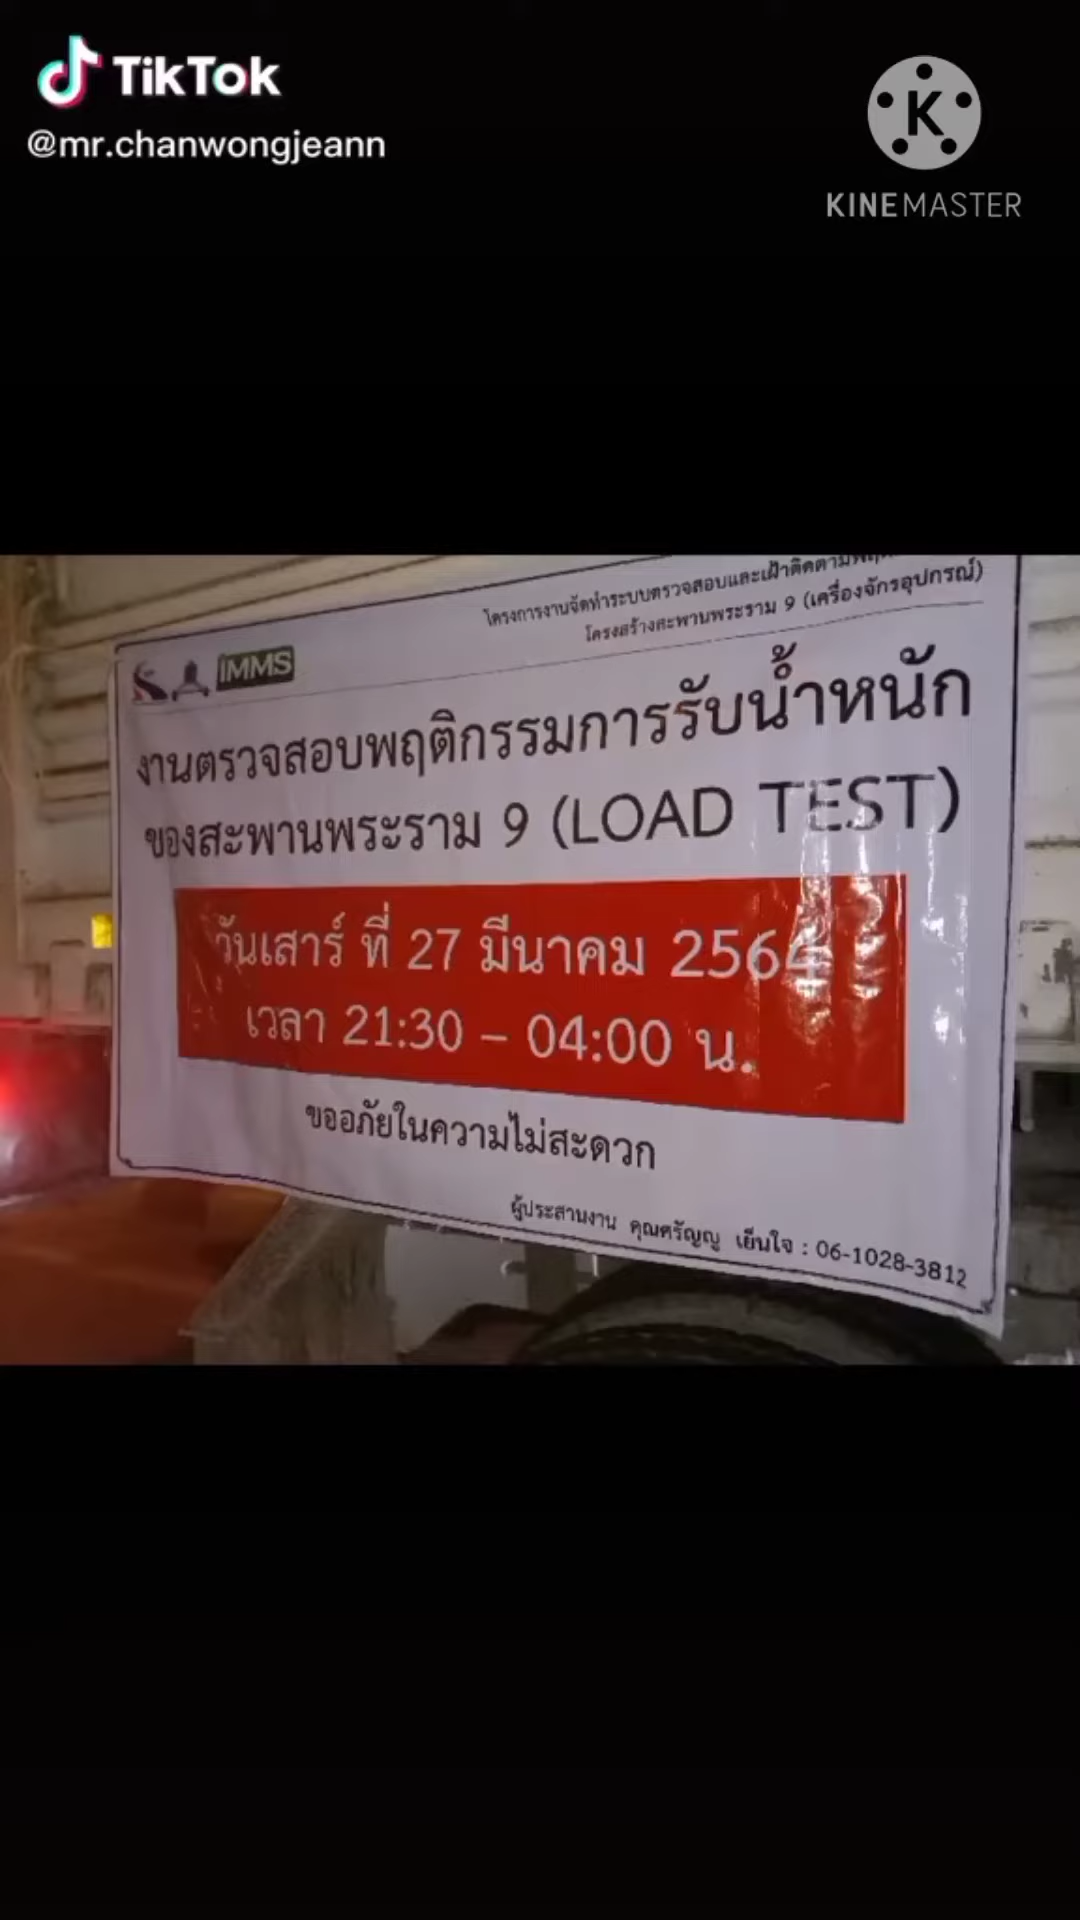 TikTok
@mr.chanwongjeann
K
KINEMASTER
โครงการงานจัดทำระบบตรวจสอบและเฝ้าติดตาม
โครงสร้างสะพานพระราม 9 (เครื่องจักรอุปกรณ์)
iMMS
งานตรวจสอบพฤติกรรมการรับน้ำหนัก
ของสะพานพระราม 9 (LOAD TEST)
วันเสาร์ ที่ 27 มีนาคม 2564
เวลา 21:30 – 04:00 น.
ขออภัยในความไม่สะดวก
ผู้ประสานงาน คุณศรัญญู เย็นใจ : 06-1028-3812